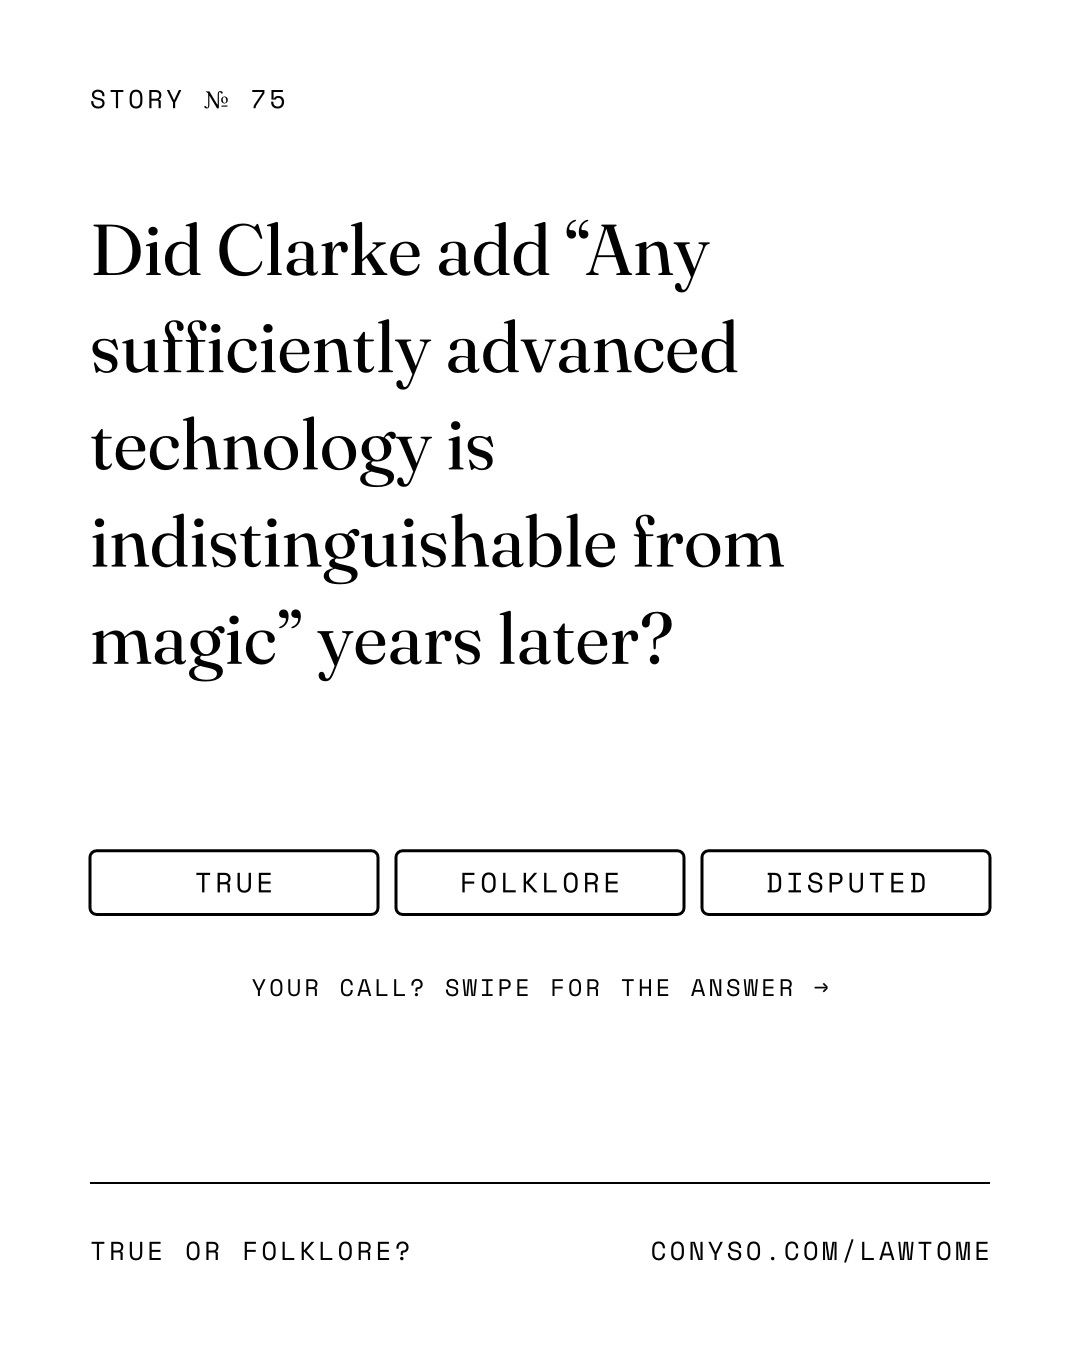 STORY № 75
Did Clarke add “Any
sufficiently advanced
technology is
indistinguishable from
magic” years later?
TRUE FOLKLORE DISPUTED
YOUR CALL? SWIPE FOR THE ANSWER →
TRUE OR FOLKLORE? CONYSO.COM/LAWTOME